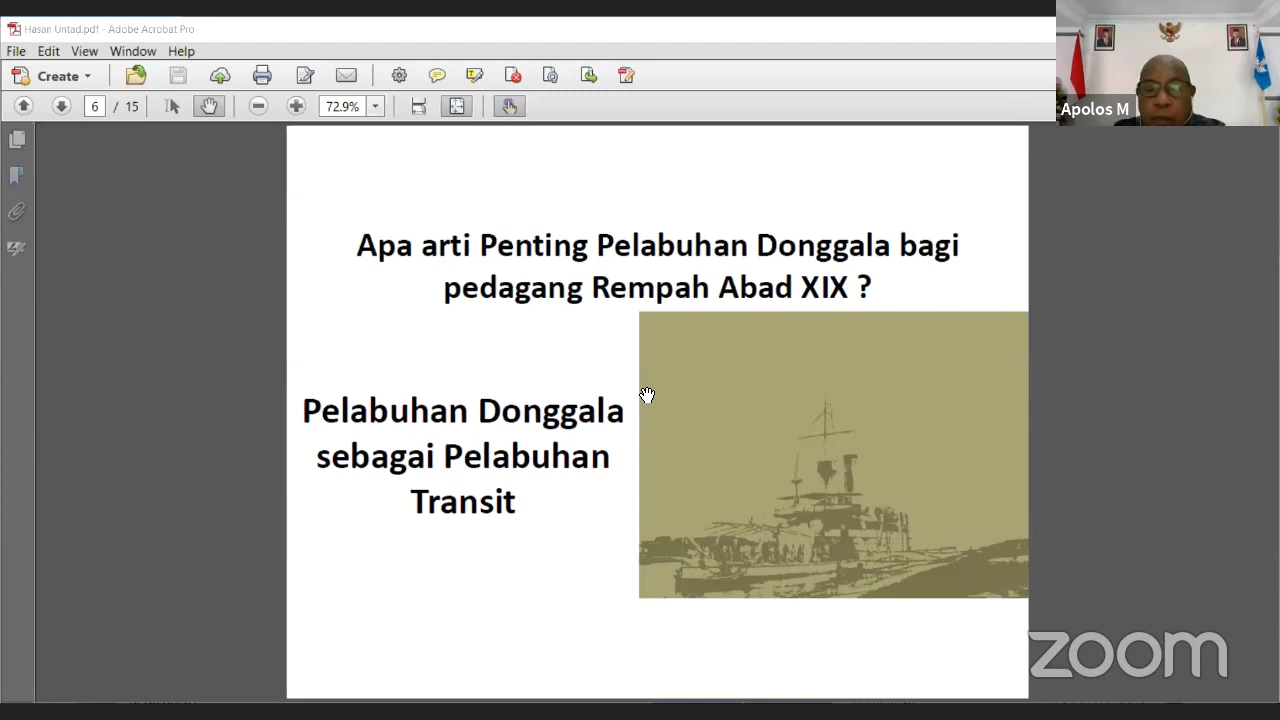 Hasan Untad.pdf - Adobe Acrobat Pro
File Edit View Window Help
Create
6 / 15 72.9%
Apolos M
Apa arti Penting Pelabuhan Donggala bagi
pedagang Rempah Abad XIX ?
Pelabuhan Donggala
sebagai Pelabuhan
Transit
zoom